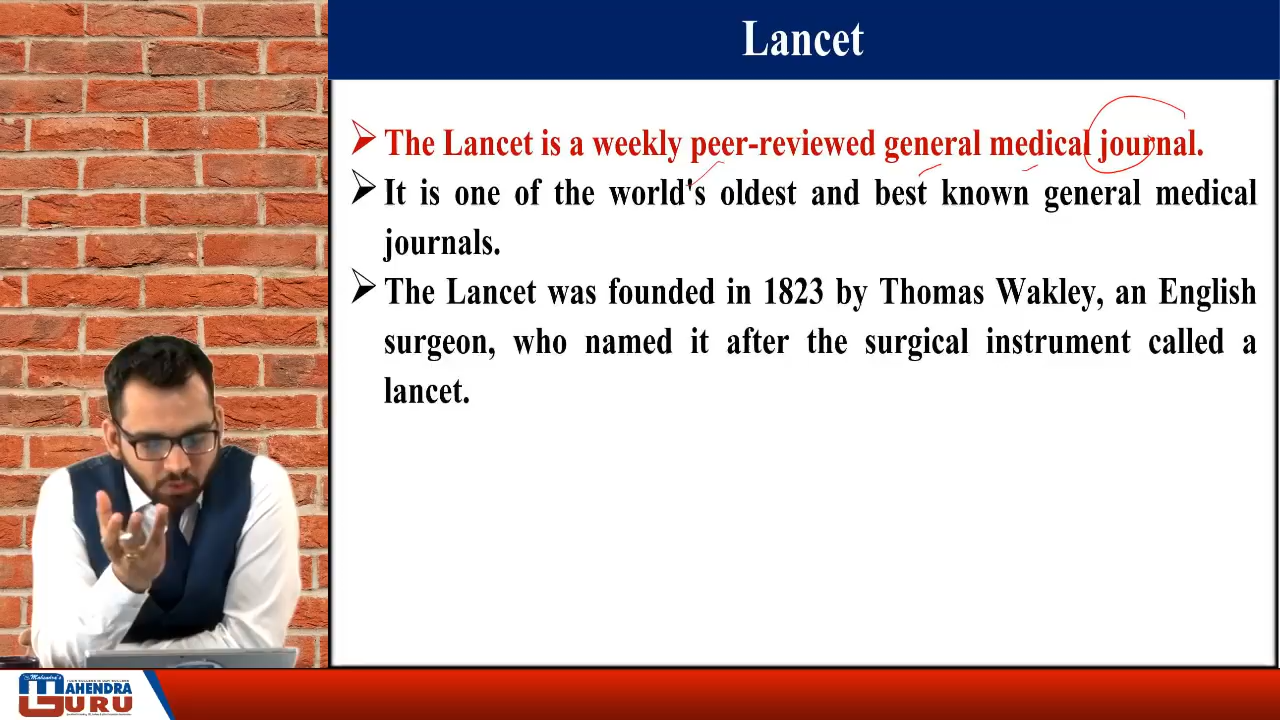 Lancet
The Lancet is a weekly peer-reviewed general medical journal.
It is one of the world's oldest and best known general medical
journals.
The Lancet was founded in 1823 by Thomas Wakley, an English
surgeon, who named it after the surgical instrument called a
lancet.
Mahendra's
MAHENDRA
GURU